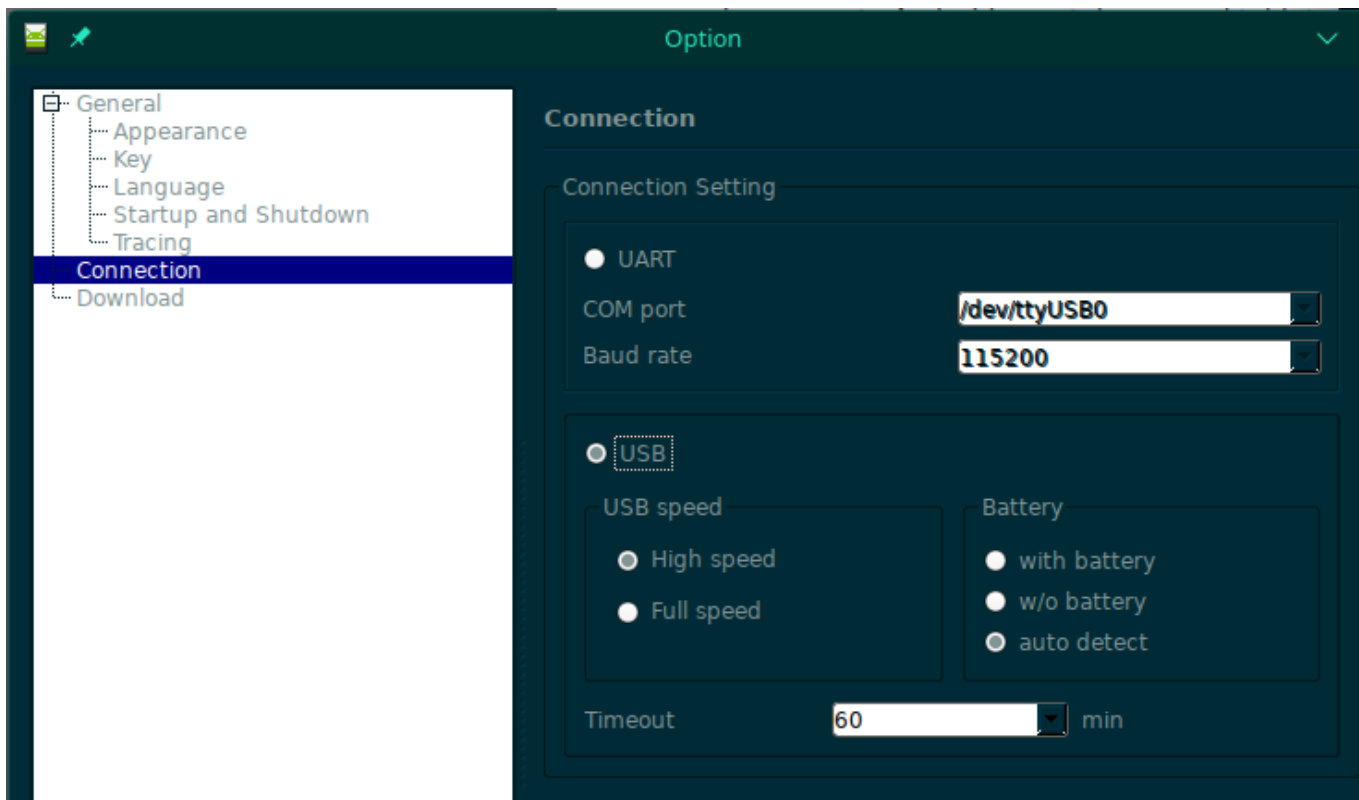 Option
General
Appearance
Key
Language
Startup and Shutdown
Tracing
Connection
Download
Connection
Connection Setting
UART
COM port /dev/ttyUSB0
Baud rate 115200
USB
USB speed
High speed
Full speed
Battery
with battery
w/o battery
auto detect
Timeout 60 min